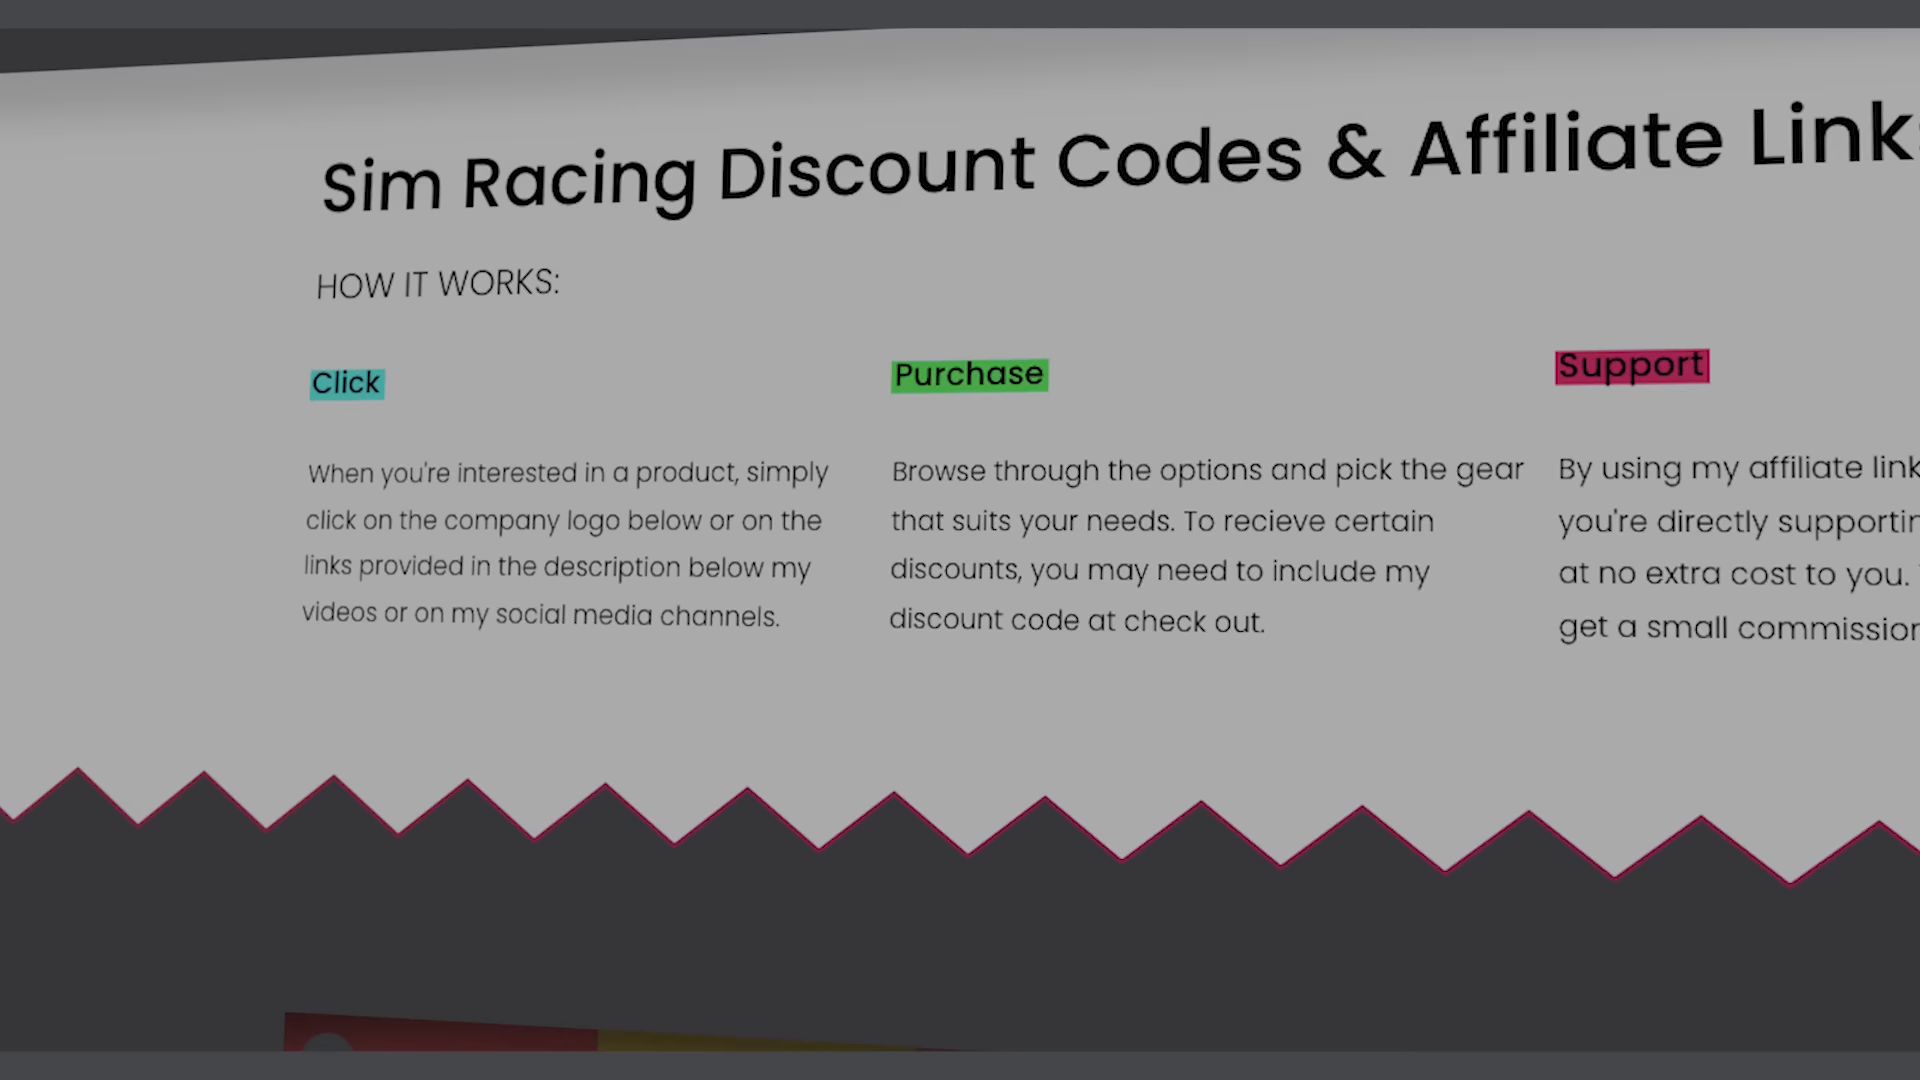 Sim Racing Discount Codes & Affiliate Links
HOW IT WORKS:
Click
When you're interested in a product, simply
click on the company logo below or on the
links provided in the description below my
videos or on my social media channels.
Purchase
Browse through the options and pick the gear
that suits your needs. To recieve certain
discounts, you may need to include my
discount code at check out.
Support
By using my affiliate link
you're directly supportin
at no extra cost to you.
get a small commission